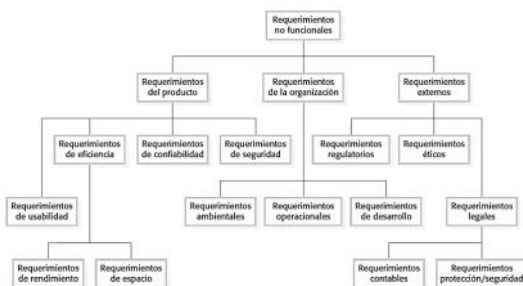 Requerimientos
no funcionales
Requerimientos
del producto
Requerimientos
de la organización
Requerimientos
externos
Requerimientos
de eficiencia
Requerimientos
de confiabilidad
Requerimientos
de seguridad
Requerimientos
regulatorios
Requerimientos
éticos
Requerimientos
de usabilidad
Requerimientos
ambientales
Requerimientos
operacionales
Requerimientos
de desarrollo
Requerimientos
legales
Requerimientos
de rendimiento
Requerimientos
de espacio
Requerimientos
contables
Requerimientos
protección/seguridad